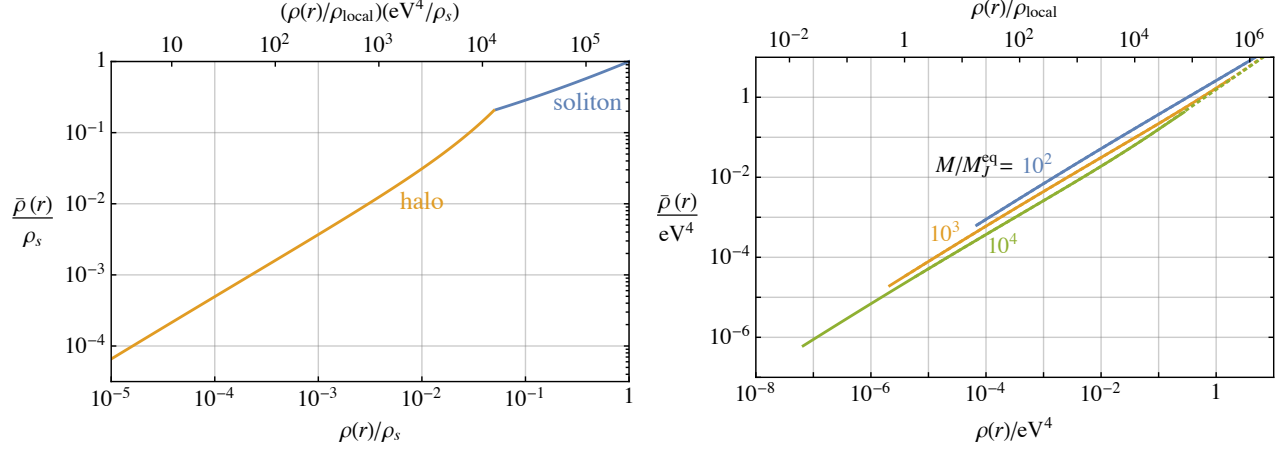 (ρ(r)/ρ_local)(eV⁴/ρ_s)
10 10² 10³ 10⁴ 10⁵
1
10⁻¹
10⁻²
10⁻³
10⁻⁴
ρ̄(r)/ρ_s
soliton
halo
10⁻⁵ 10⁻⁴ 10⁻³ 10⁻² 10⁻¹ 1
ρ(r)/ρ_s
ρ(r)/ρ_local
10⁻² 1 10² 10⁴ 10⁶
1
10⁻²
10⁻⁴
10⁻⁶
ρ̄(r)/eV⁴
M/M_J^eq = 10²
10³
10⁴
10⁻⁸ 10⁻⁶ 10⁻⁴ 10⁻² 1
ρ(r)/eV⁴